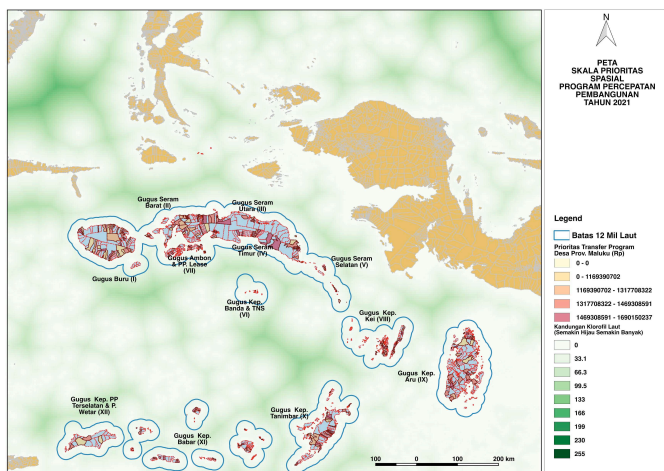 N
PETA
SKALA PRIORITAS
SPASIAL
PROGRAM PERCEPATAN
PEMBANGUNAN
TAHUN 2021
Gugus Seram
Barat (II)
Gugus Seram
Utara (III)
Gugus Buru (I)
Gugus Ambon
& PP. Lease
(VII)
Gugus Seram
Timur (IV)
Gugus Seram
Selatan (V)
Gugus Kep.
Banda & TNS
(VI)
Gugus Kep.
Kei (VIII)
Gugus Kep.
Aru (IX)
Gugus Kep. PP
Terselatan & P.
Wetar (XII)
Gugus Kep.
Babar (XI)
Gugus Kep.
Tanimbar (X)
100 0 100 200 km
Legend
Batas 12 Mil Laut
Prioritas Transfer Program
Desa Prov. Maluku (Rp)
0 - 0
0 - 1169390702
1169390702 - 1317708322
1317708322 - 1469308591
1469308591 - 1690150237
Kandungan Klorofil Laut
(Semakin Hijau Semakin Banyak)
0
33.1
66.3
99.5
133
166
199
230
255